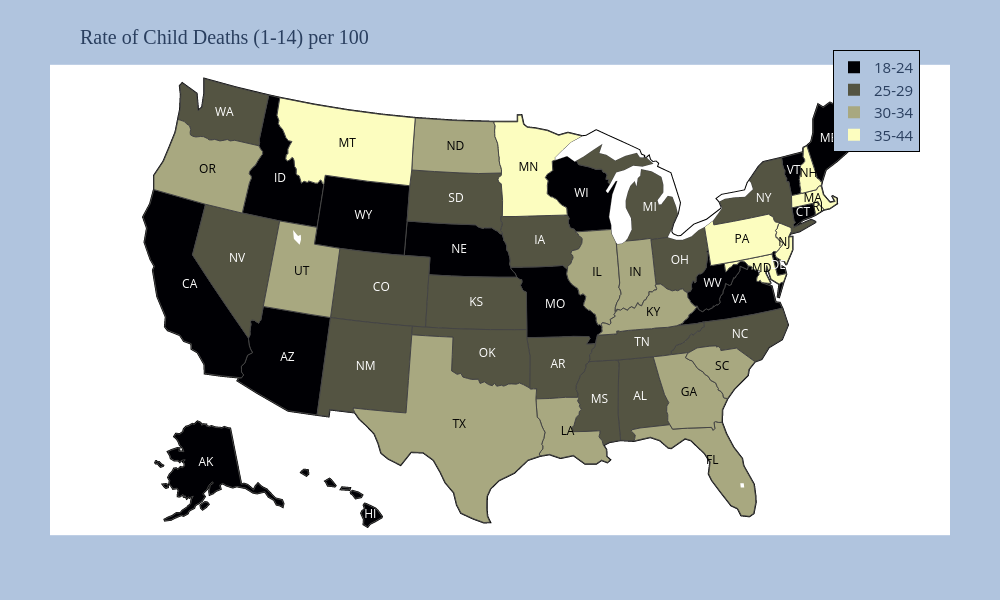 Rate of Child Deaths (1-14) per 100
18-24
25-29
30-34
35-44
WA
MT
ND
MN
ME
OR
ID
WY
SD
WI
VT
NH
NY
MA
RI
CT
MI
IA
NE
PA
NJ
NV
UT
CO
KS
IL
IN
OH
MD
DE
WV
VA
CA
MO
KY
AZ
NM
OK
AR
TN
NC
SC
MS
AL
GA
TX
LA
FL
AK
HI